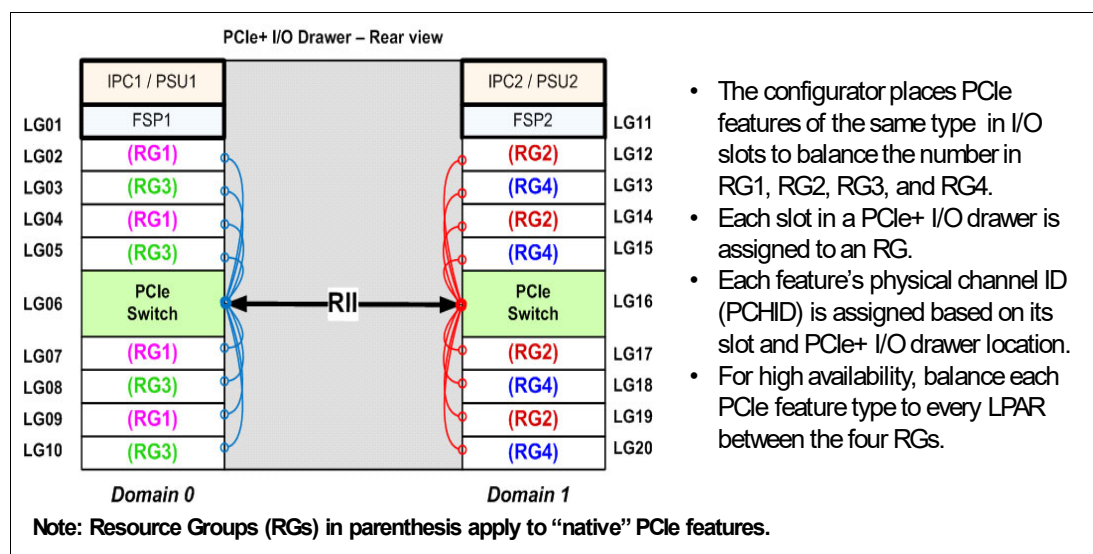 PCIe+ I/O Drawer – Rear view
IPC1 / PSU1
IPC2 / PSU2
LG01
FSP1
FSP2
LG11
LG02
(RG1)
(RG2)
LG12
LG03
(RG3)
(RG4)
LG13
LG04
(RG1)
(RG2)
LG14
LG05
(RG3)
(RG4)
LG15
LG06
PCIe
Switch
RII
PCIe
Switch
LG16
LG07
(RG1)
(RG2)
LG17
LG08
(RG3)
(RG4)
LG18
LG09
(RG1)
(RG2)
LG19
LG10
(RG3)
(RG4)
LG20
Domain 0
Domain 1
• The configurator places PCIe
features of the same type in I/O
slots to balance the number in
RG1, RG2, RG3, and RG4.
• Each slot in a PCIe+ I/O drawer is
assigned to an RG.
• Each feature's physical channel ID
(PCHID) is assigned based on its
slot and PCIe+ I/O drawer location.
• For high availability, balance each
PCIe feature type to every LPAR
between the four RGs.
Note: Resource Groups (RGs) in parenthesis apply to “native” PCIe features.